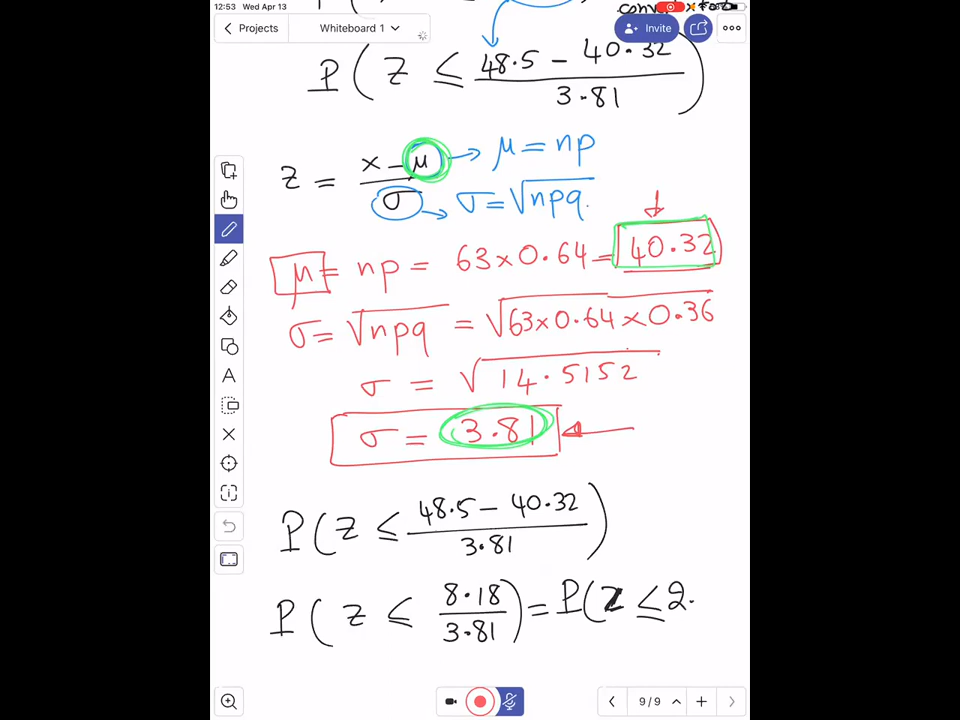 12:53 Wed Apr 13
Projects
Whiteboard 1
Invite
P ( Z ≤ 48.5 − 40.32 / 3.81 )
z = x − μ / σ → μ = np
→ σ = √npq.
μ = np = 63×0.64 = 40.32
σ = √npq = √63×0.64×0.36
σ = √14.5152
σ = 3.81
P ( Z ≤ 48.5 − 40.32 / 3.81 )
P ( Z ≤ 8.18 / 3.81 ) = P( Z ≤ 2.
A
9/9